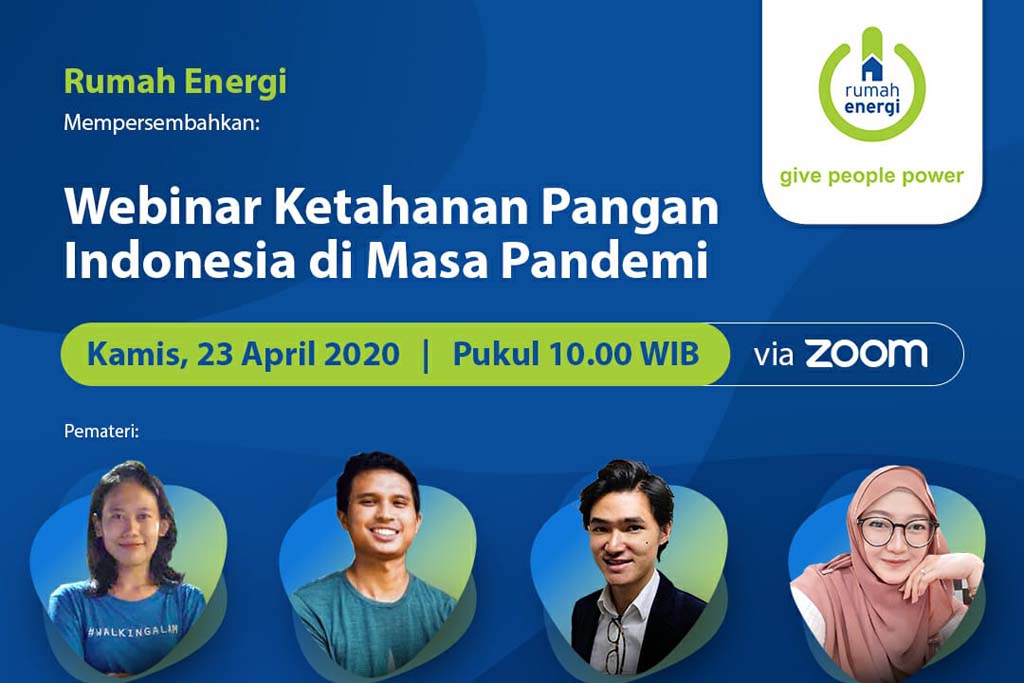 Rumah Energi
Mempersembahkan:
rumah
energi
give people power
Webinar Ketahanan Pangan
Indonesia di Masa Pandemi
Kamis, 23 April 2020 | Pukul 10.00 WIB via zoom
Pemateri:
#WALKINGALAM